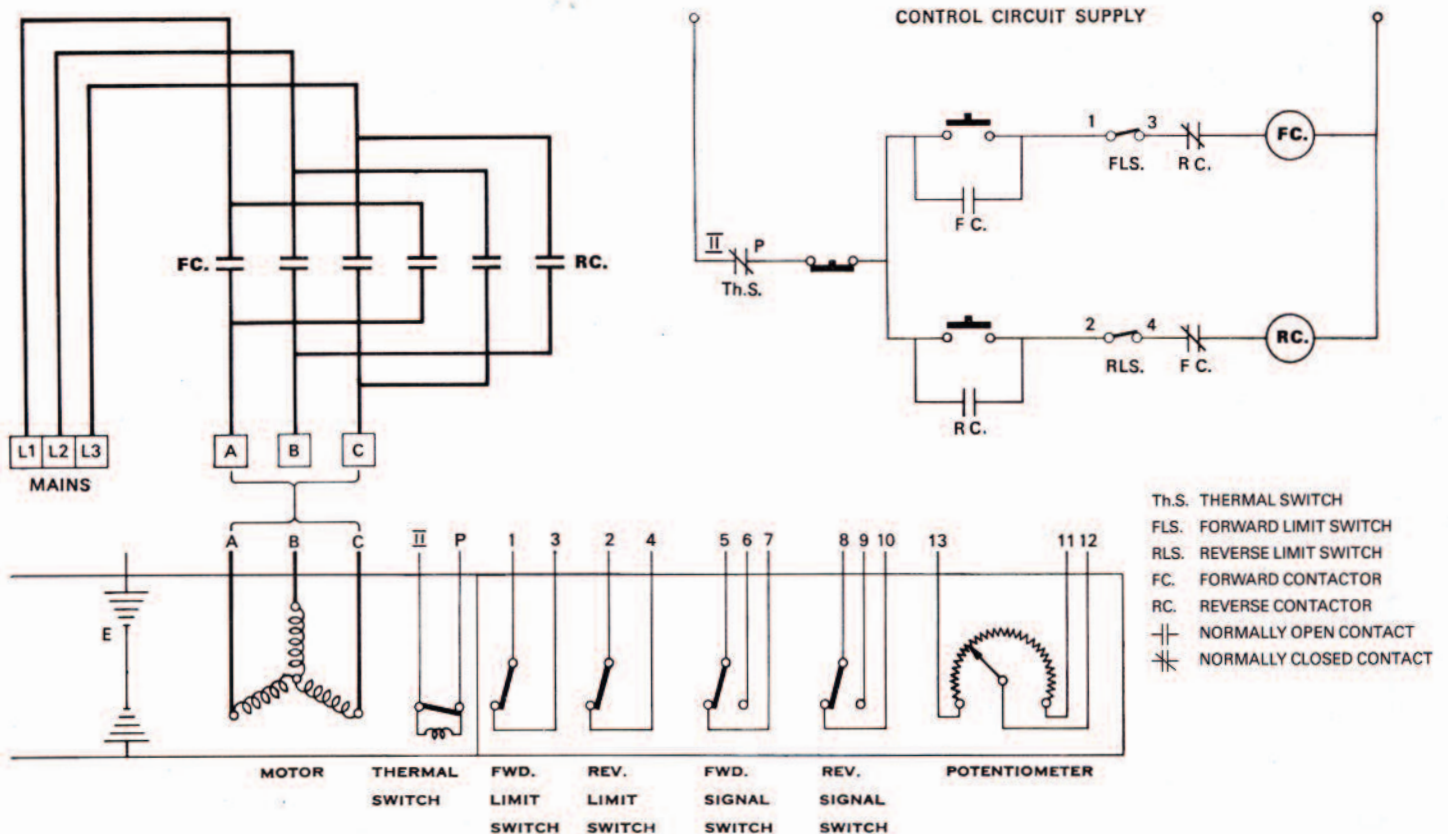 CONTROL CIRCUIT SUPPLY
1 3
FC.
FLS.
R C.
F C.
FC.
RC.
II P
Th.S.
2 4
RC.
RLS.
F C.
R C.
L1 L2 L3
A B C
MAINS
Th.S. THERMAL SWITCH
FLS. FORWARD LIMIT SWITCH
RLS. REVERSE LIMIT SWITCH
FC. FORWARD CONTACTOR
RC. REVERSE CONTACTOR
NORMALLY OPEN CONTACT
NORMALLY CLOSED CONTACT
A B C II P 1 3 2 4 5 6 7 8 9 10 13 11 12
E
MOTOR
THERMAL
SWITCH
FWD.
LIMIT
SWITCH
REV.
LIMIT
SWITCH
FWD.
SIGNAL
SWITCH
REV.
SIGNAL
SWITCH
POTENTIOMETER